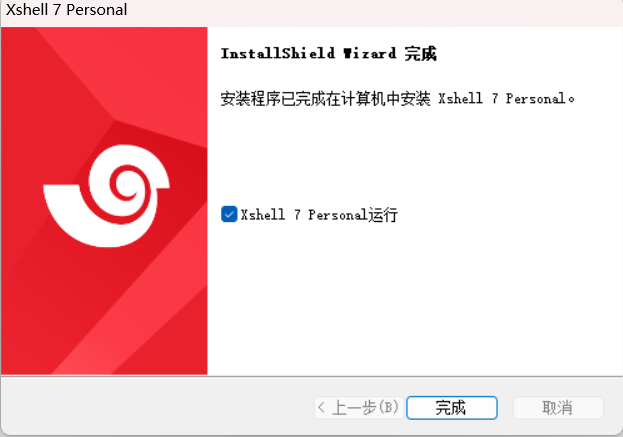 Xshell 7 Personal
InstallShield Wizard 完成
安装程序已完成在计算机中安装 Xshell 7 Personal。
Xshell 7 Personal运行
< 上一步(B)
完成
取消